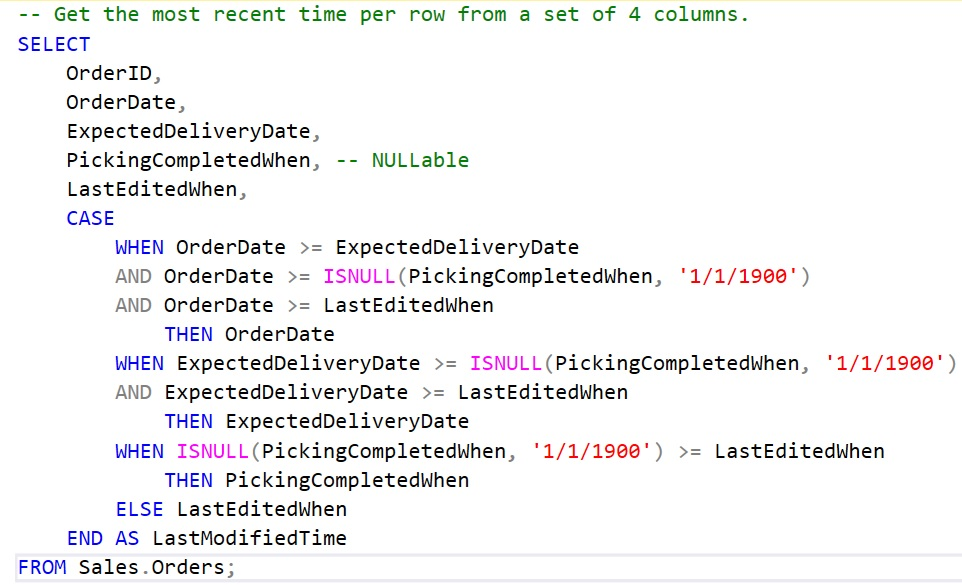 -- Get the most recent time per row from a set of 4 columns.
SELECT
    OrderID,
    OrderDate,
    ExpectedDeliveryDate,
    PickingCompletedWhen, -- NULLable
    LastEditedWhen,
    CASE
        WHEN OrderDate >= ExpectedDeliveryDate
        AND OrderDate >= ISNULL(PickingCompletedWhen, '1/1/1900')
        AND OrderDate >= LastEditedWhen
            THEN OrderDate
        WHEN ExpectedDeliveryDate >= ISNULL(PickingCompletedWhen, '1/1/1900')
        AND ExpectedDeliveryDate >= LastEditedWhen
            THEN ExpectedDeliveryDate
        WHEN ISNULL(PickingCompletedWhen, '1/1/1900') >= LastEditedWhen
            THEN PickingCompletedWhen
        ELSE LastEditedWhen
    END AS LastModifiedTime
FROM Sales.Orders;